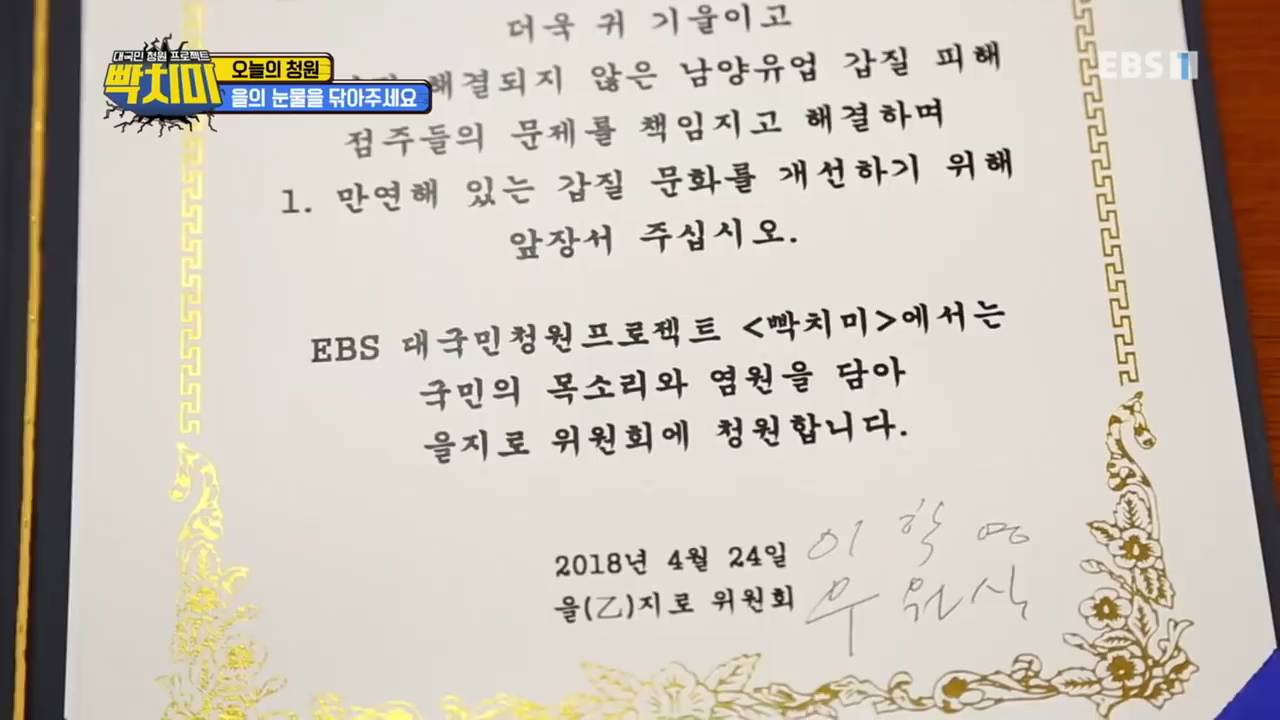 대국민 청원 프로젝트
빡치미
오늘의 청원
을의 눈물을 닦아주세요
EBS 1
더욱 귀 기울이고
해결되지 않은 남양유업 갑질 피해
점주들의 문제를 책임지고 해결하며
1. 만연해 있는 갑질 문화를 개선하기 위해
앞장서 주십시오.
EBS 대국민청원프로젝트 <빡치미>에서는
국민의 목소리와 염원을 담아
을지로 위원회에 청원합니다.
2018년 4월 24일 이학영
을(乙)지로 위원회 우원식